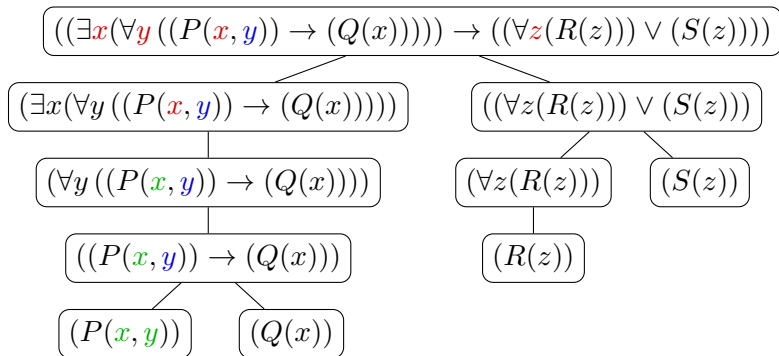 ((∃x(∀y ((P(x, y)) → (Q(x))))) → ((∀z(R(z))) ∨ (S(z))))
(∃x(∀y ((P(x, y)) → (Q(x)))))
((∀z(R(z))) ∨ (S(z)))
(∀y ((P(x, y)) → (Q(x))))
(∀z(R(z)))
(S(z))
((P(x, y)) → (Q(x)))
(R(z))
(P(x, y))
(Q(x))